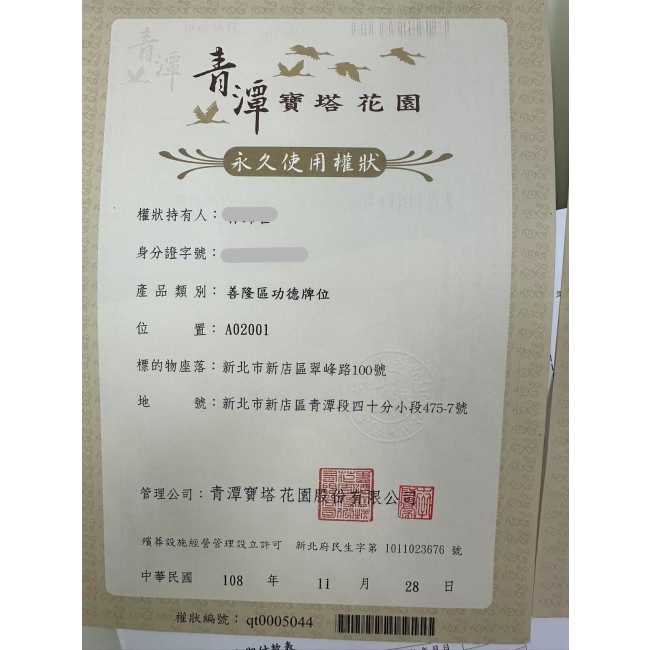 青潭
青潭寶塔花園
永久使用權狀
權狀持有人：
身分證字號：
產品類別：善隆區功德牌位
位置：A02001
標的物座落：新北市新店區翠峰路100號
地號：新北市新店區青潭段四十分小段475-7號
管理公司：青潭寶塔花園股份有限公司
殯葬設施經營管理設立許可 新北府民生字第 1011023676 號
中華民國 108 年 11 月 28 日
權狀編號：qt0005044